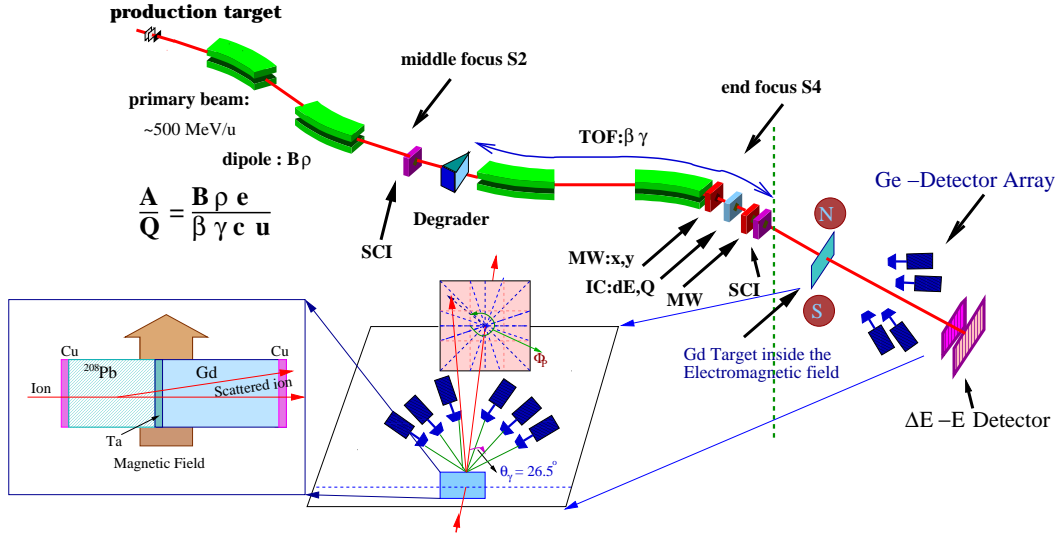 production target
middle focus S2
end focus S4
primary beam:
~500 MeV/u
dipole : Bρ
TOF:β γ
A/Q = B ρ e / β γ c u
SCI
Degrader
MW:x,y
IC:dE,Q
MW
SCI
N
S
Ge –Detector Array
Gd Target inside the
Electromagnetic field
ΔE –E Detector
Cu
Cu
208Pb
Gd
Ion
Scattered ion
Ta
Magnetic Field
Φp
θγ = 26.5°